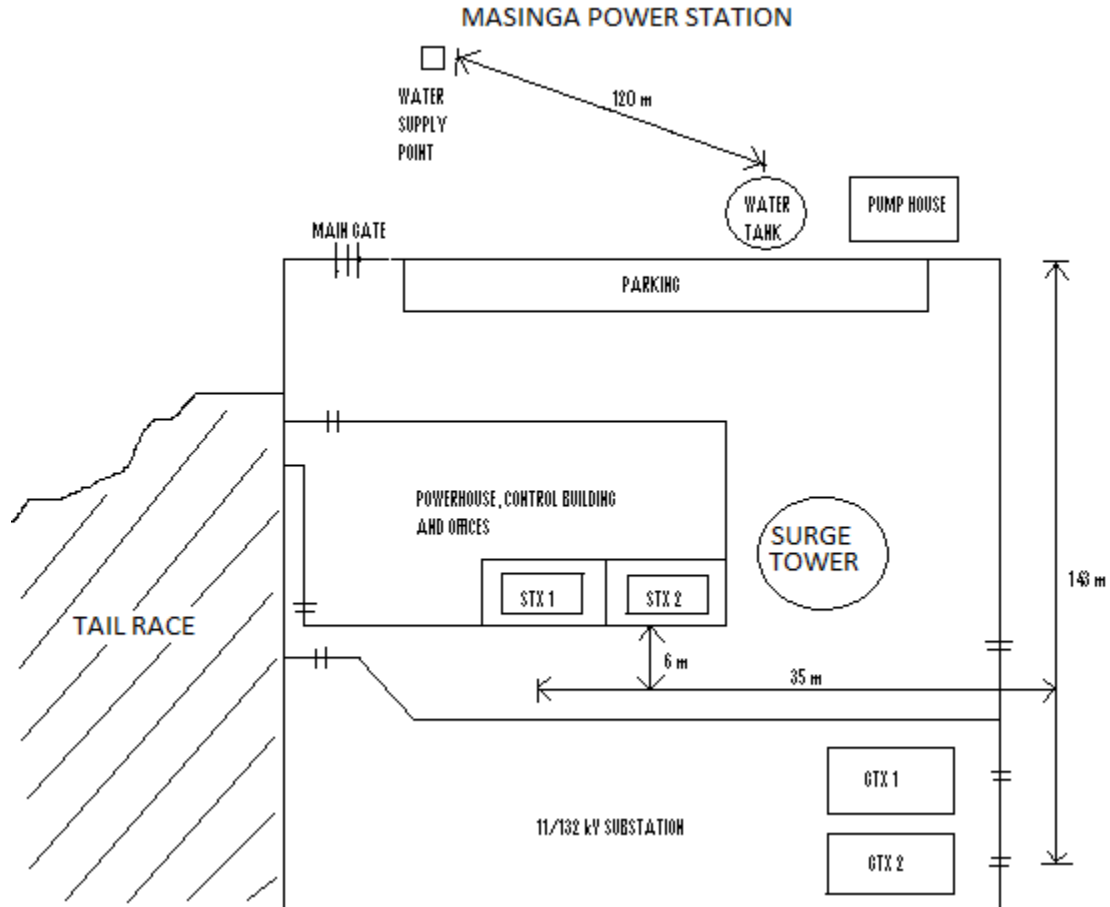 MASINGA POWER STATION
WATER
SUPPLY
POINT
120 m
WATER
TANK
PUMP HOUSE
MAIN GATE
PARKING
POWERHOUSE, CONTROL BUILDING
AND OFFICES
SURGE
TOWER
STX 1
STX 2
TAIL RACE
143 m
6 m
35 m
GTX 1
11/132 kV SUBSTATION
GTX 2